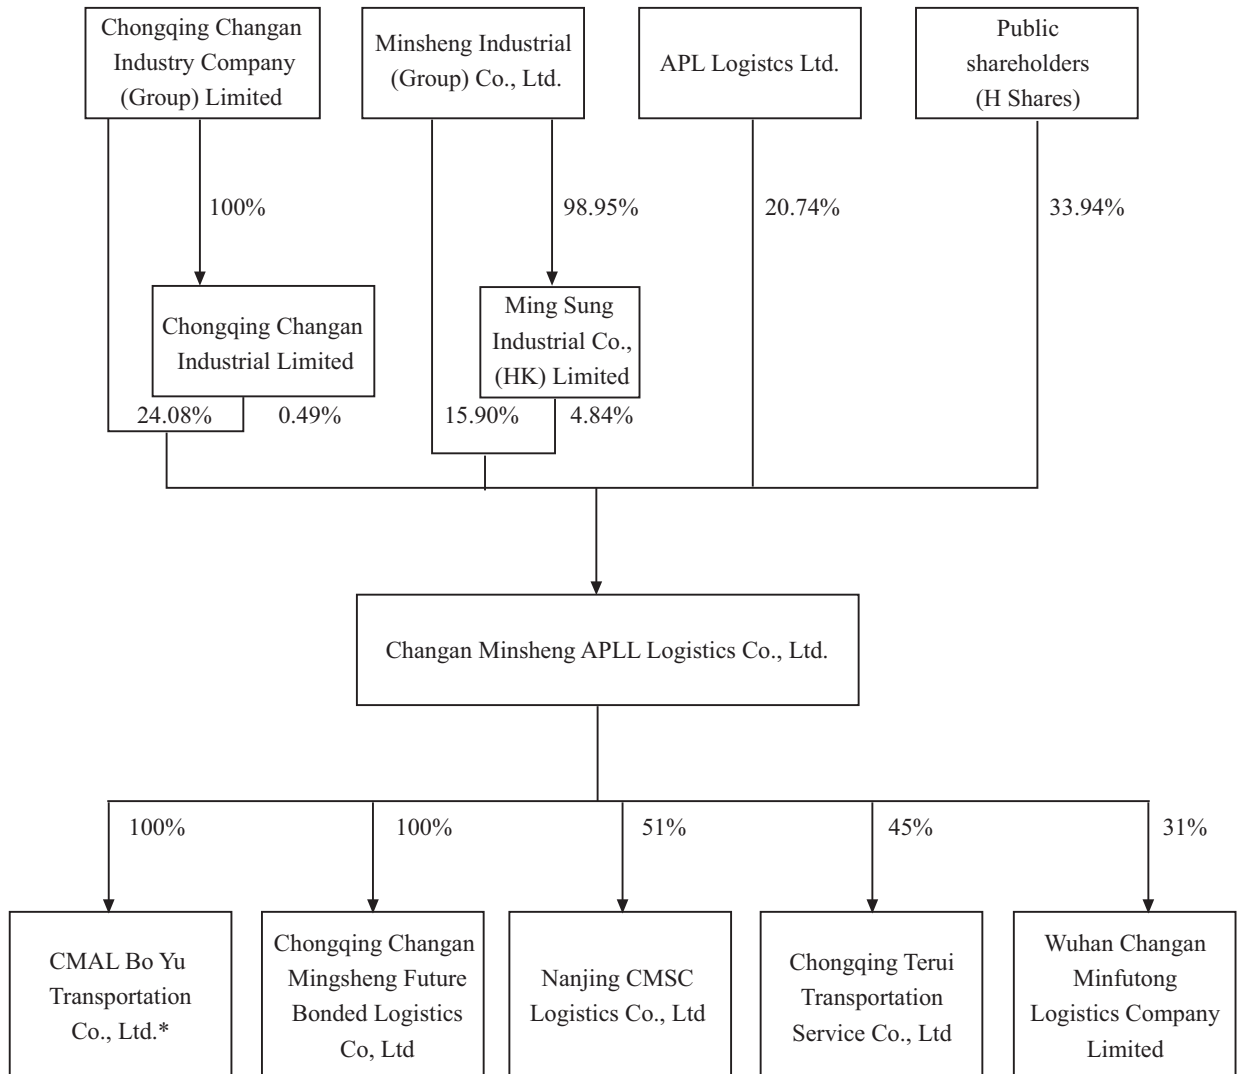 Chongqing Changan
Industry Company
(Group) Limited
Minsheng Industrial
(Group) Co., Ltd.
APL Logistcs Ltd.
Public
shareholders
(H Shares)
100%
98.95%
20.74%
33.94%
Chongqing Changan
Industrial Limited
Ming Sung
Industrial Co.,
(HK) Limited
24.08%
0.49%
15.90%
4.84%
Changan Minsheng APLL Logistics Co., Ltd.
100%
100%
51%
45%
31%
CMAL Bo Yu
Transportation
Co., Ltd.*
Chongqing Changan
Mingsheng Future
Bonded Logistics
Co, Ltd
Nanjing CMSC
Logistics Co., Ltd
Chongqing Terui
Transportation
Service Co., Ltd
Wuhan Changan
Minfutong
Logistics Company
Limited